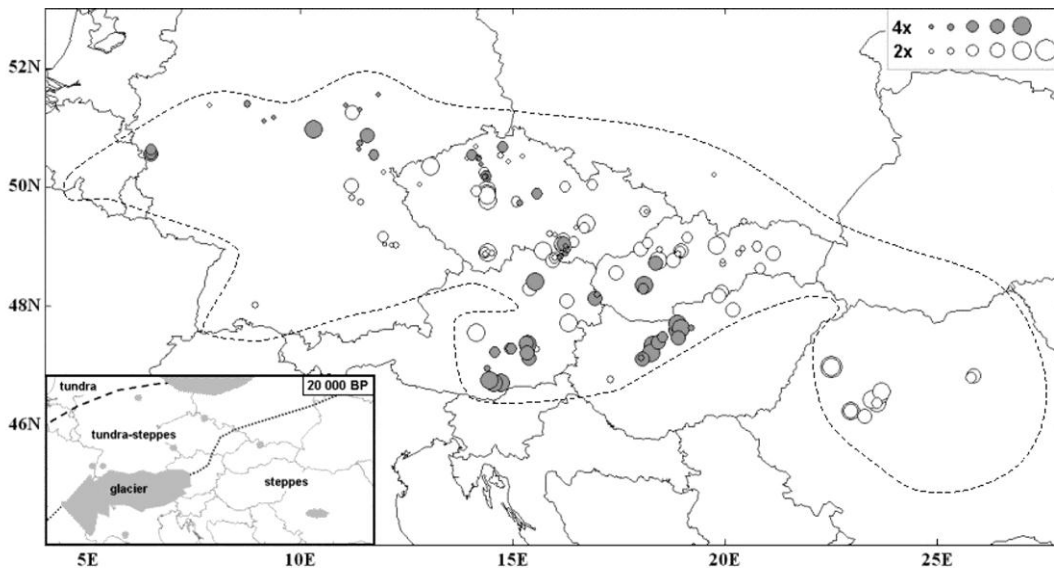 4x
2x
52N
50N
48N
46N
20 000 BP
tundra
tundra-steppes
glacier
steppes
5E 10E 15E 20E 25E